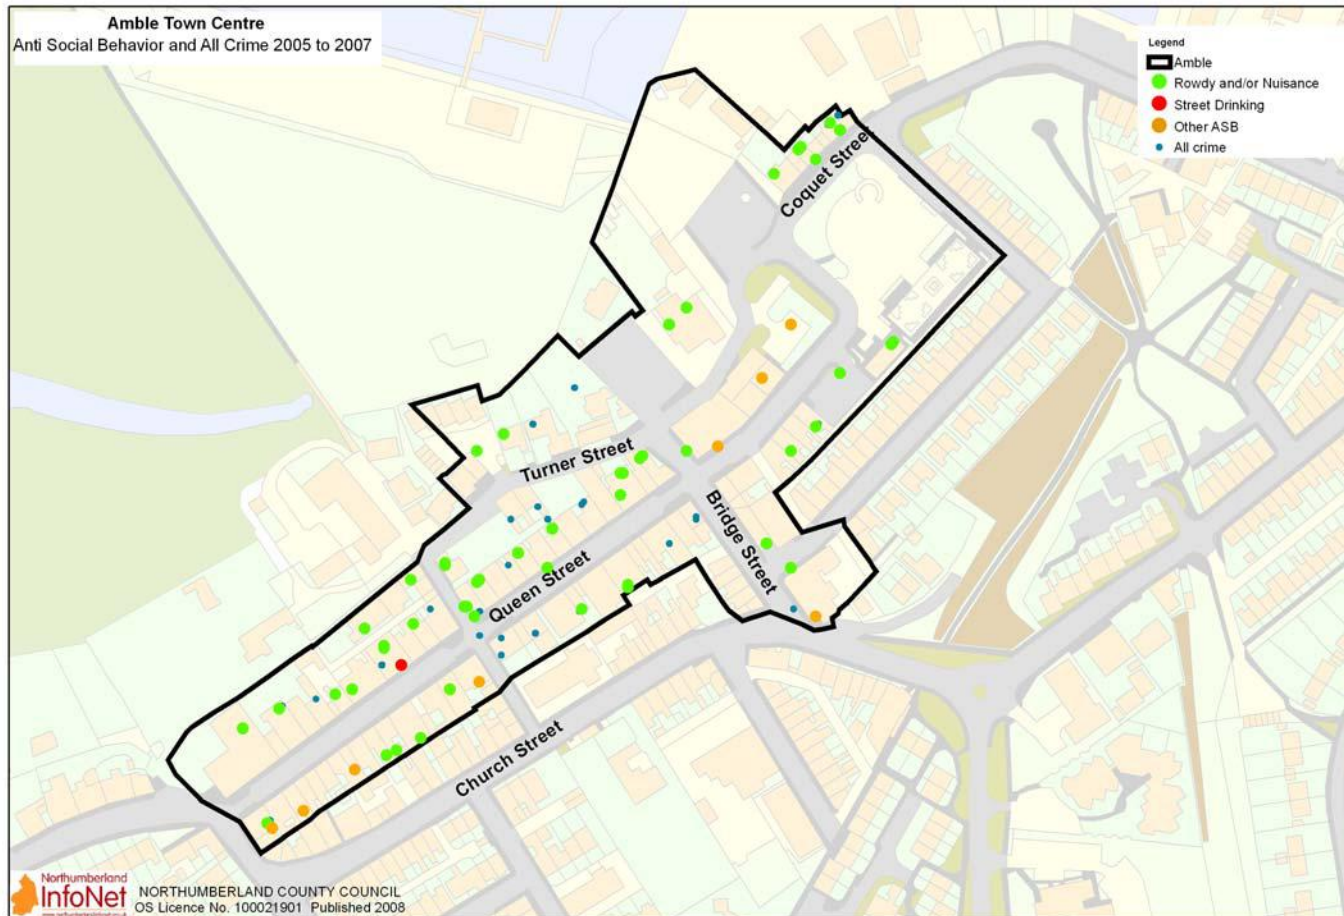 Amble Town Centre
Anti Social Behavior and All Crime 2005 to 2007
Legend
Amble
Rowdy and/or Nuisance
Street Drinking
Other ASB
All crime
Coquet Street
Turner Street
Bridge Street
Queen Street
Church Street
Northumberland
InfoNet
NORTHUMBERLAND COUNTY COUNCIL
OS Licence No. 100021901 Published 2008